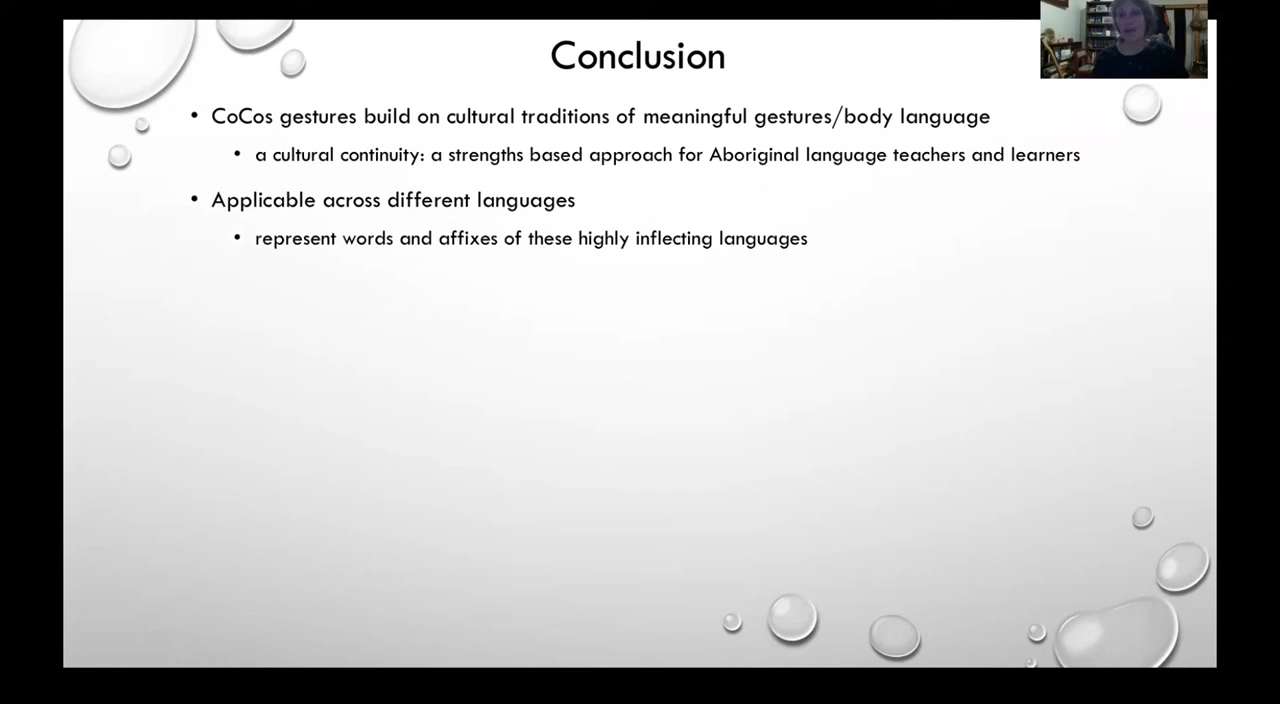 Conclusion
• CoCos gestures build on cultural traditions of meaningful gestures/body language
• a cultural continuity: a strengths based approach for Aboriginal language teachers and learners
• Applicable across different languages
• represent words and affixes of these highly inflecting languages